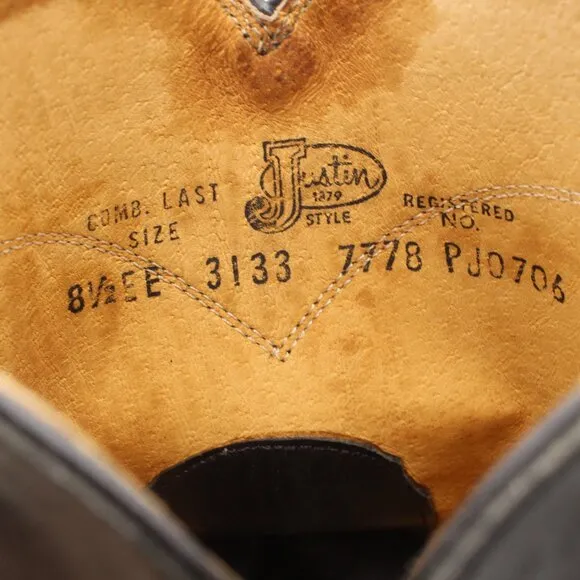 Justin
1879
COMB. LAST
SIZE
STYLE
REGISTERED
NO.
8½EE 3133 7778 PJ0706